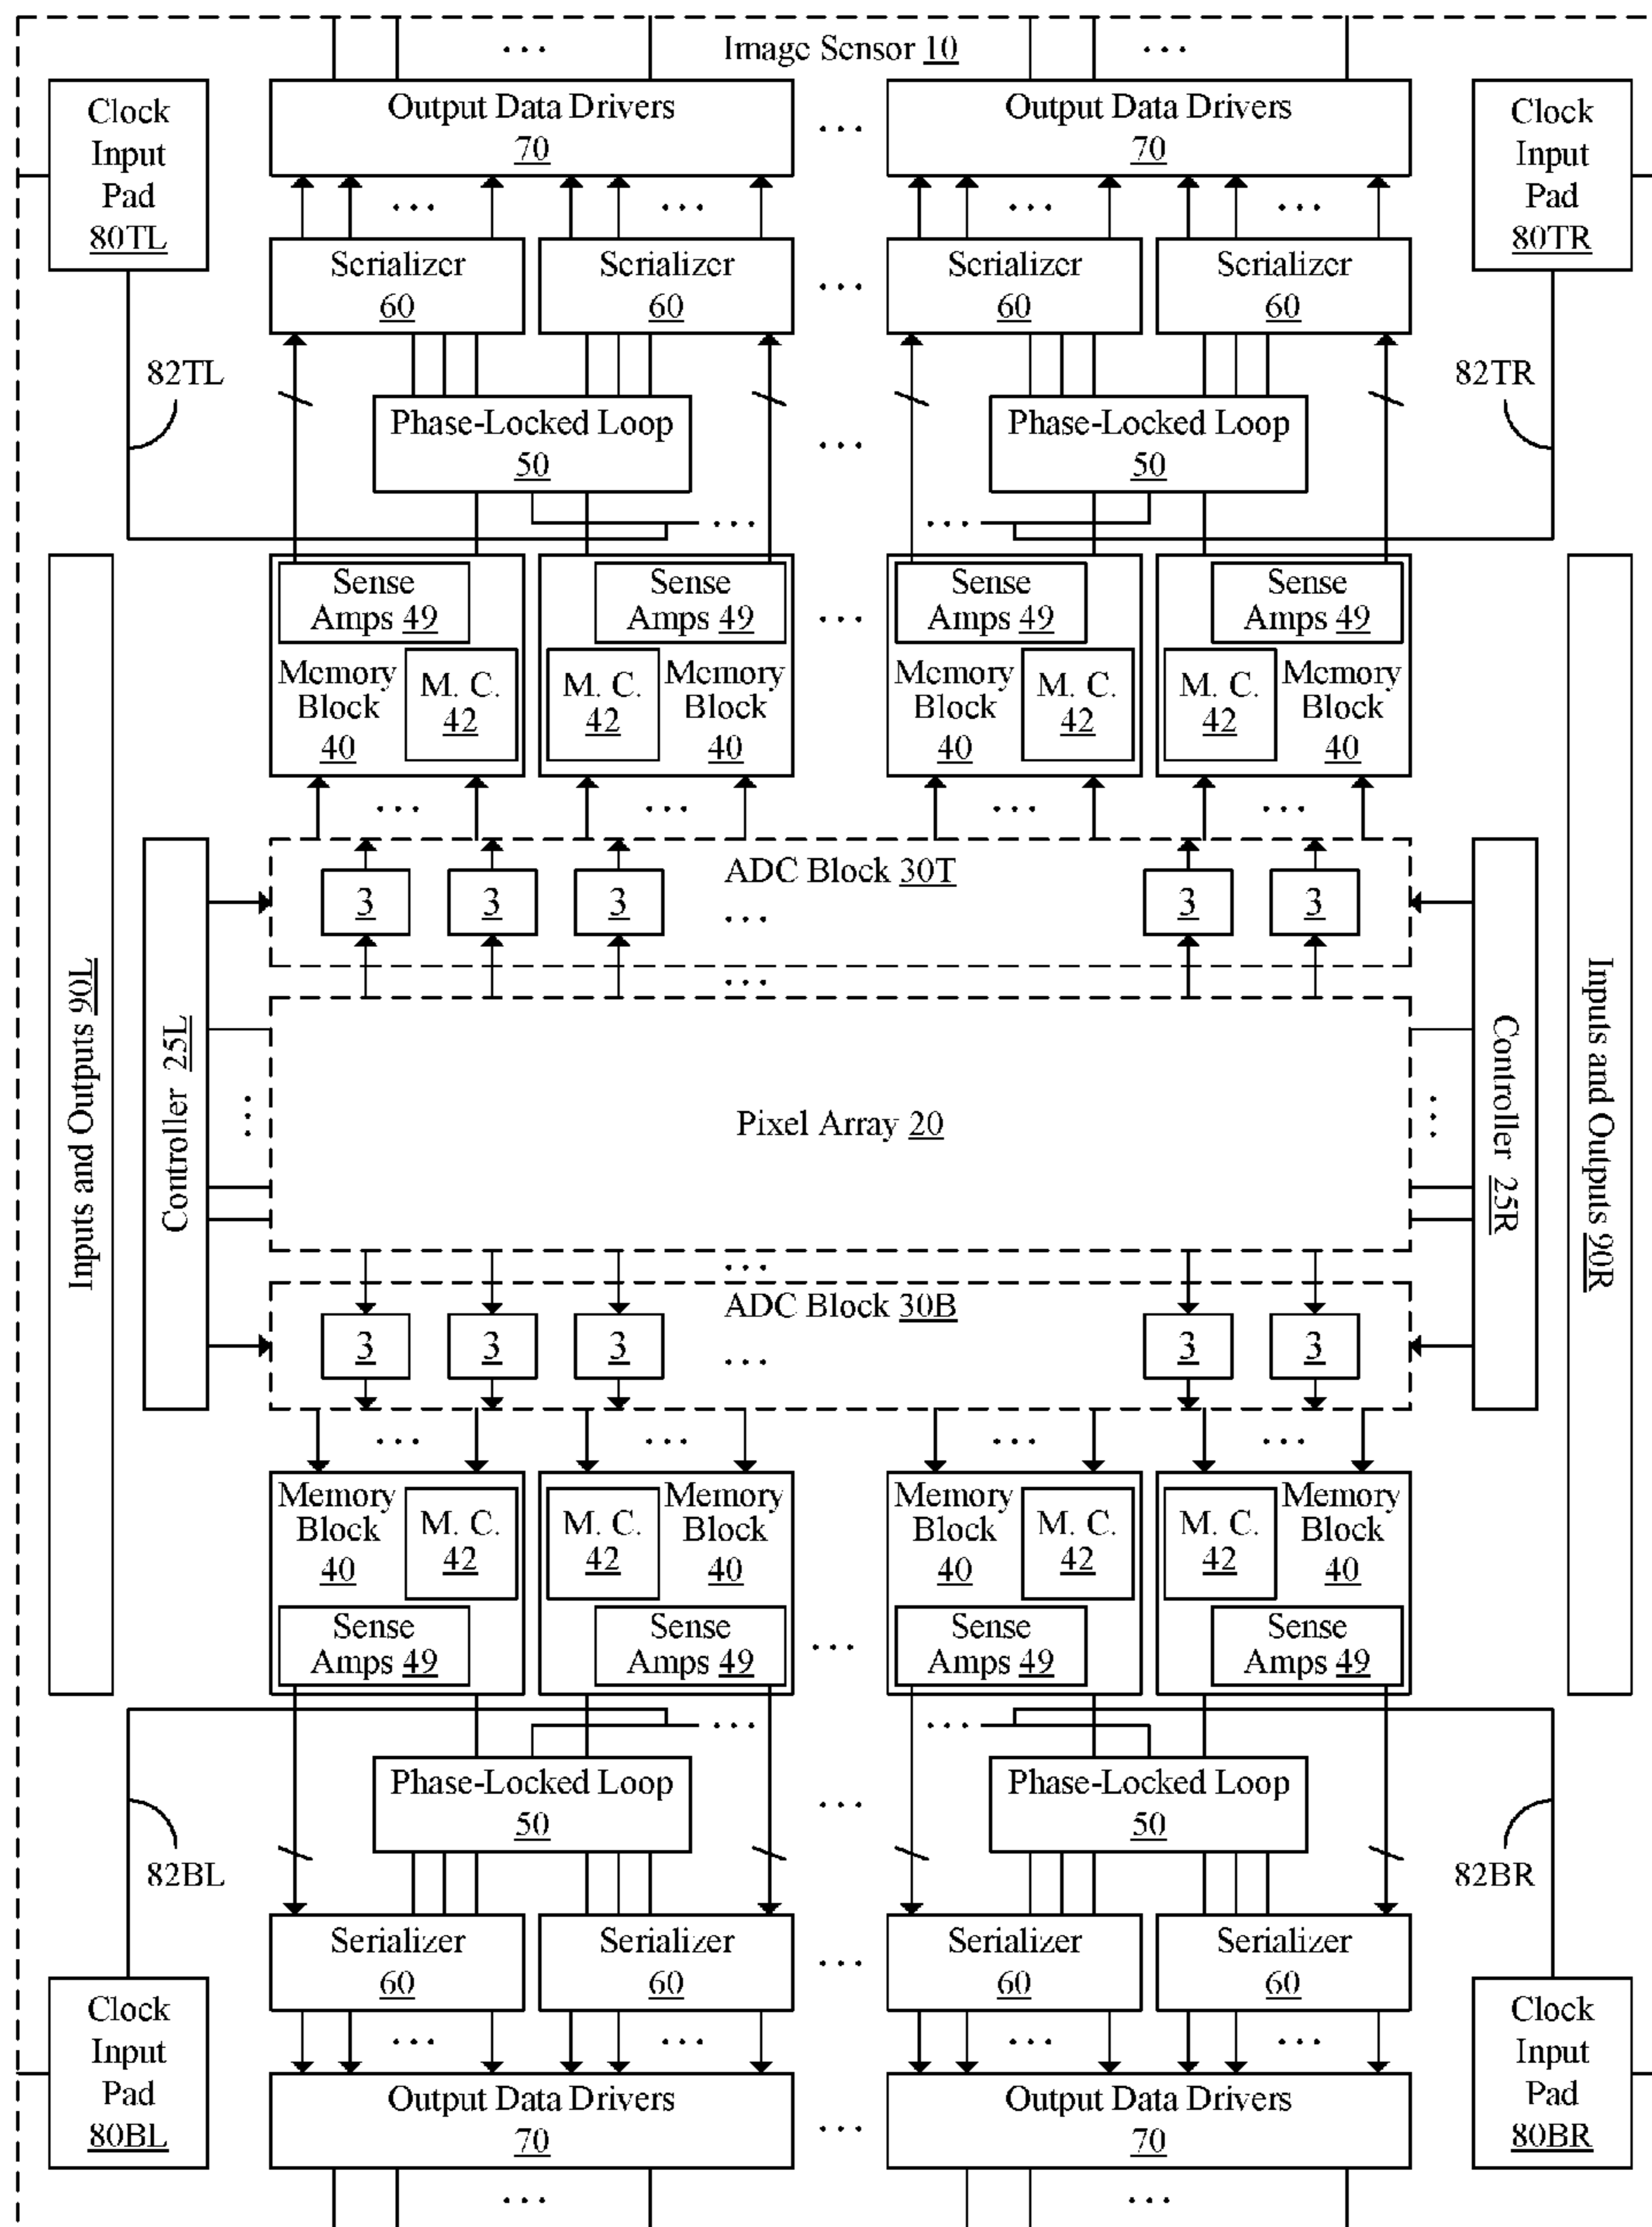 Image Sensor 10
Clock
Input
Pad
80TL
Output Data Drivers
70
Output Data Drivers
70
Clock
Input
Pad
80TR
Serializer
60
Serializer
60
Serializer
60
Serializer
60
82TL
82TR
Phase-Locked Loop
50
Phase-Locked Loop
50
Sense
Amps 49
Memory
Block
40
M. C.
42
Sense
Amps 49
M. C.
42
Memory
Block
40
Sense
Amps 49
Memory
Block
40
M. C.
42
Sense
Amps 49
M. C.
42
Memory
Block
40
Inputs and Outputs 90L
Controller 25L
ADC Block 30T
3
3
3
3
3
Pixel Array 20
Controller 25R
Inputs and Outputs 90R
ADC Block 30B
3
3
3
3
3
Memory
Block
40
M. C.
42
Sense
Amps 49
M. C.
42
Memory
Block
40
Sense
Amps 49
Memory
Block
40
M. C.
42
Sense
Amps 49
M. C.
42
Memory
Block
40
Sense
Amps 49
Phase-Locked Loop
50
Phase-Locked Loop
50
82BL
82BR
Serializer
60
Serializer
60
Serializer
60
Serializer
60
Clock
Input
Pad
80BL
Output Data Drivers
70
Output Data Drivers
70
Clock
Input
Pad
80BR